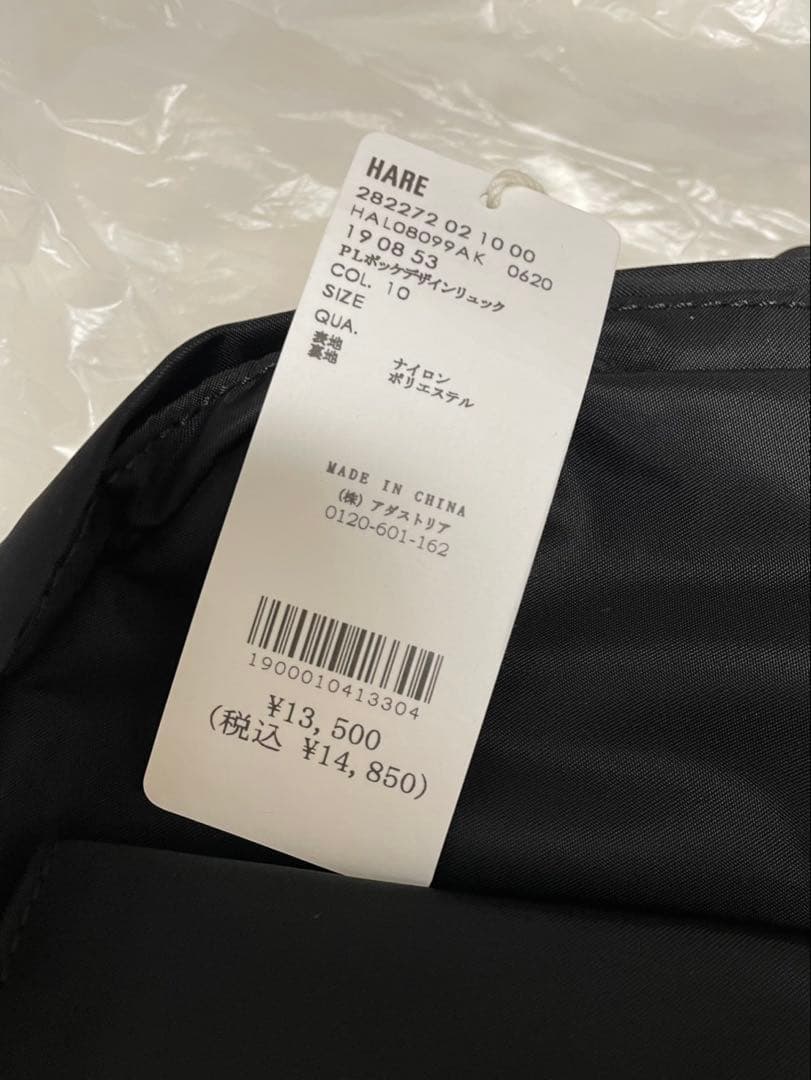 HARE
282272 02 10 00
HAL08099AK 0620
19 08 53
PLポッケデザインリュック
COL. 10
SIZE
QUA.
表地 ナイロン
裏地 ポリエステル
MADE IN CHINA
(株) アダストリア
0120-601-162
1900010413304
¥13,500
(税込 ¥14,850)